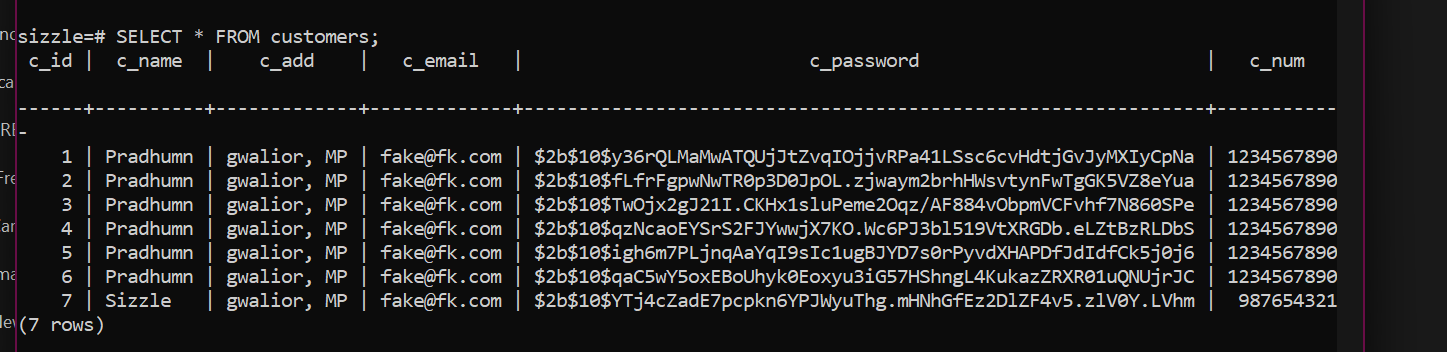 sizzle=# SELECT * FROM customers;
 c_id |  c_name  |    c_add    |   c_email   |                          c_password                          |   c_num
------+----------+-------------+-------------+--------------------------------------------------------------+-----------
-
    1 | Pradhumn | gwalior, MP | fake@fk.com | $2b$10$y36rQLMaMwATQUjJtZvqIOjjvRPa41LSsc6cvHdtjGvJyMXIyCpNa | 1234567890
    2 | Pradhumn | gwalior, MP | fake@fk.com | $2b$10$fLfrFgpwNwTR0p3D0JpOL.zjwaym2brhHWsvtynFwTgGK5VZ8eYua | 1234567890
    3 | Pradhumn | gwalior, MP | fake@fk.com | $2b$10$TwOjx2gJ21I.CKHx1sluPeme2Oqz/AF884vObpmVCFvhf7N860SPe | 1234567890
    4 | Pradhumn | gwalior, MP | fake@fk.com | $2b$10$qzNcaoEYSrS2FJYwwjX7KO.Wc6PJ3bl519VtXRGDb.eLZtBzRLDbS | 1234567890
    5 | Pradhumn | gwalior, MP | fake@fk.com | $2b$10$igh6m7PLjnqAaYqI9sIc1ugBJYD7s0rPyvdXHAPDfJdIdfCk5j0j6 | 1234567890
    6 | Pradhumn | gwalior, MP | fake@fk.com | $2b$10$qaC5wY5oxEBoUhyk0Eoxyu3iG57HShngL4KukazZRXR01uQNUjrJC | 1234567890
    7 | Sizzle   | gwalior, MP | fake@fk.com | $2b$10$YTj4cZadE7pcpkn6YPJWyuThg.mHNhGfEz2DlZF4v5.zlV0Y.LVhm |  987654321
(7 rows)